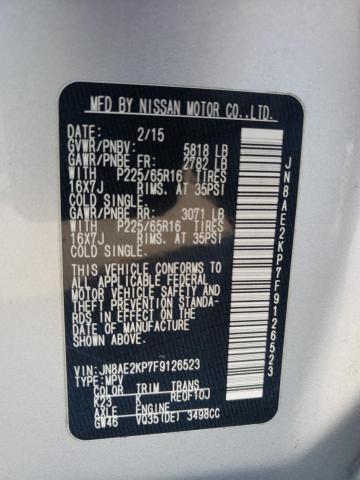 MFD BY NISSAN MOTOR CO.,LTD.
DATE: 2/15
GVWR/PNBV: 5818 LB
GAWR/PNBE FR: 2782 LB
WITH P225/65R16 TIRES
16X7J RIMS. AT 35PSI
COLD SINGLE.
GAWR/PNBE RR: 3071 LB
WITH P225/65R16 TIRES
16X7J RIMS. AT 35PSI
COLD SINGLE.
THIS VEHICLE CONFORMS TO
ALL APPLICABLE FEDERAL
MOTOR VEHICLE SAFETY AND
THEFT PREVENTION STANDA-
RDS IN EFFECT ON THE DATE
OF MANUFACTURE
SHOWN ABOVE.
VIN:JN8AE2KP7F9126523
TYPE:MPV
COLOR TRIM TRANS
K23 K RE0F10J
AXLE ENGINE
GW46 VQ35(DE) 3498CC
JN8AE2KP7F9126523